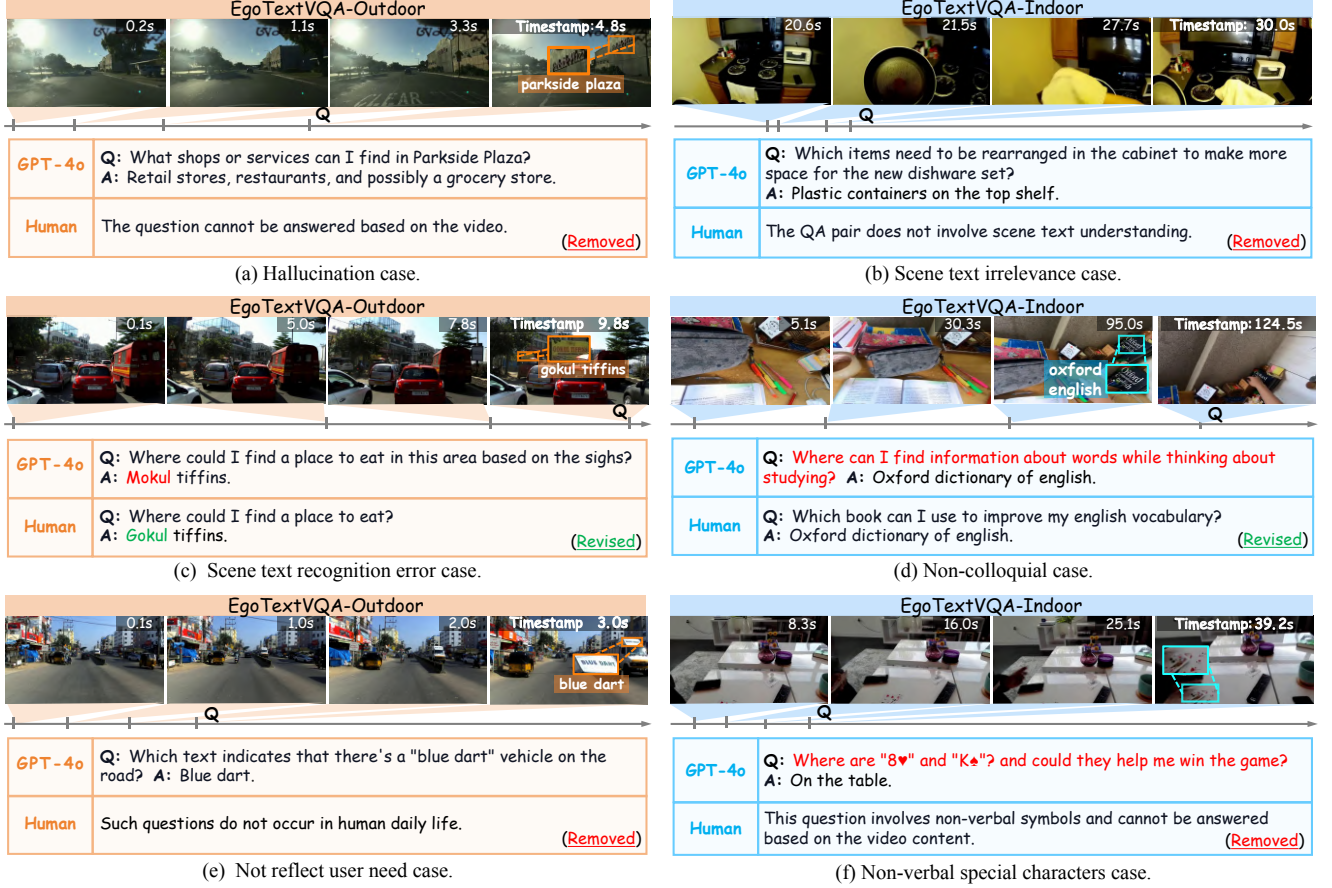 EgoTextVQA-Outdoor
0.2s
1.1s
3.3s
Timestamp:4.8s
parkside plaza
CLEAR
Q
GPT-4o
Q: What shops or services can I find in Parkside Plaza?
A: Retail stores, restaurants, and possibly a grocery store.
Human
The question cannot be answered based on the video.
(Removed)
(a) Hallucination case.
EgoTextVQA-Indoor
20.6s
21.5s
27.7s
Timestamp: 30.0s
Q
GPT-4o
Q: Which items need to be rearranged in the cabinet to make more
space for the new dishware set?
A: Plastic containers on the top shelf.
Human
The QA pair does not involve scene text understanding.
(Removed)
(b) Scene text irrelevance case.
EgoTextVQA-Outdoor
0.1s
5.0s
7.8s
Timestamp 9.8s
gokul tiffins
Q
GPT-4o
Q: Where could I find a place to eat in this area based on the sighs?
A: Mokul tiffins.
Human
Q: Where could I find a place to eat?
A: Gokul tiffins.
(Revised)
(c) Scene text recognition error case.
EgoTextVQA-Indoor
5.1s
30.3s
95.0s
Timestamp:124.5s
oxford
english
Q
GPT-4o
Q: Where can I find information about words while thinking about
studying? A: Oxford dictionary of english.
Human
Q: Which book can I use to improve my english vocabulary?
A: Oxford dictionary of english.
(Revised)
(d) Non-colloquial case.
EgoTextVQA-Outdoor
0.1s
1.0s
2.0s
Timestamp 3.0s
BLUE DART
blue dart
Q
GPT-4o
Q: Which text indicates that there's a "blue dart" vehicle on the
road? A: Blue dart.
Human
Such questions do not occur in human daily life.
(Removed)
(e) Not reflect user need case.
EgoTextVQA-Indoor
8.3s
16.0s
25.1s
Timestamp:39.2s
Q
GPT-4o
Q: Where are "8♥" and "K♠"? and could they help me win the game?
A: On the table.
Human
This question involves non-verbal symbols and cannot be answered
based on the video content.
(Removed)
(f) Non-verbal special characters case.